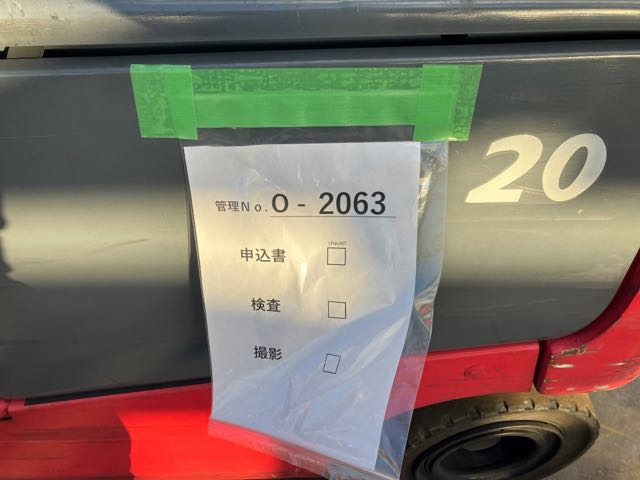 管理No. O - 2063
check!!
申込書 □
検査 □
撮影 □
20